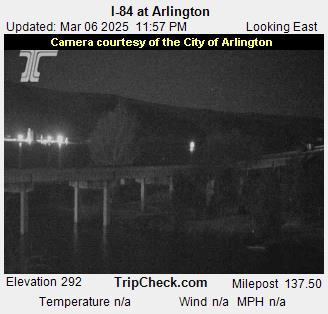 I-84 at Arlington
Updated: Mar 06 2025 11:57 PM Looking East
Camera courtesy of the City of Arlington
Elevation 292 TripCheck.com Milepost 137.50
Temperature n/a Wind n/a MPH n/a